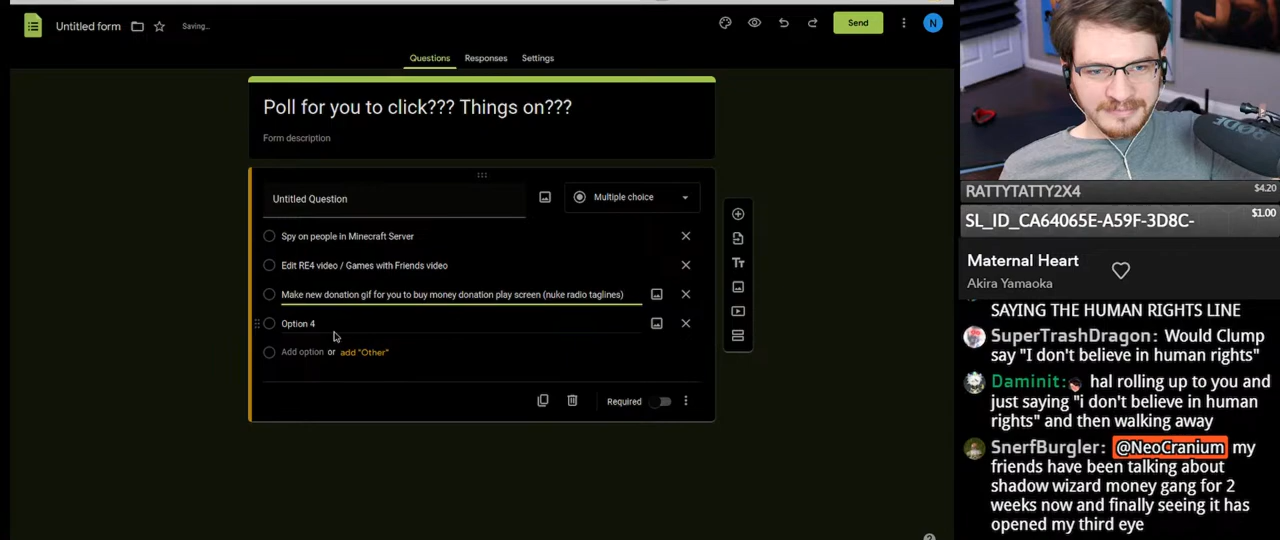 Untitled form
Saving...
Send
N
Questions
Responses
Settings
Poll for you to click??? Things on???
Form description
Untitled Question
Multiple choice
Spy on people in Minecraft Server
Edit RE4 video / Games with Friends video
Make new donation gif for you to buy money donation play screen (nuke radio taglines)
Option 4
Add option or add "Other"
Required
Tt
RODE
RATTYTATTY2X4 $4.20
SL_ID_CA64065E-A59F-3D8C- $1.00
Maternal Heart
Akira Yamaoka
SAYING THE HUMAN RIGHTS LINE
SuperTrashDragon: Would Clump
say "I don't believe in human rights"
Daminit: hal rolling up to you and
just saying "i don't believe in human
rights" and then walking away
SnerfBurgler: @NeoCranium my
friends have been talking about
shadow wizard money gang for 2
weeks now and finally seeing it has
opened my third eye